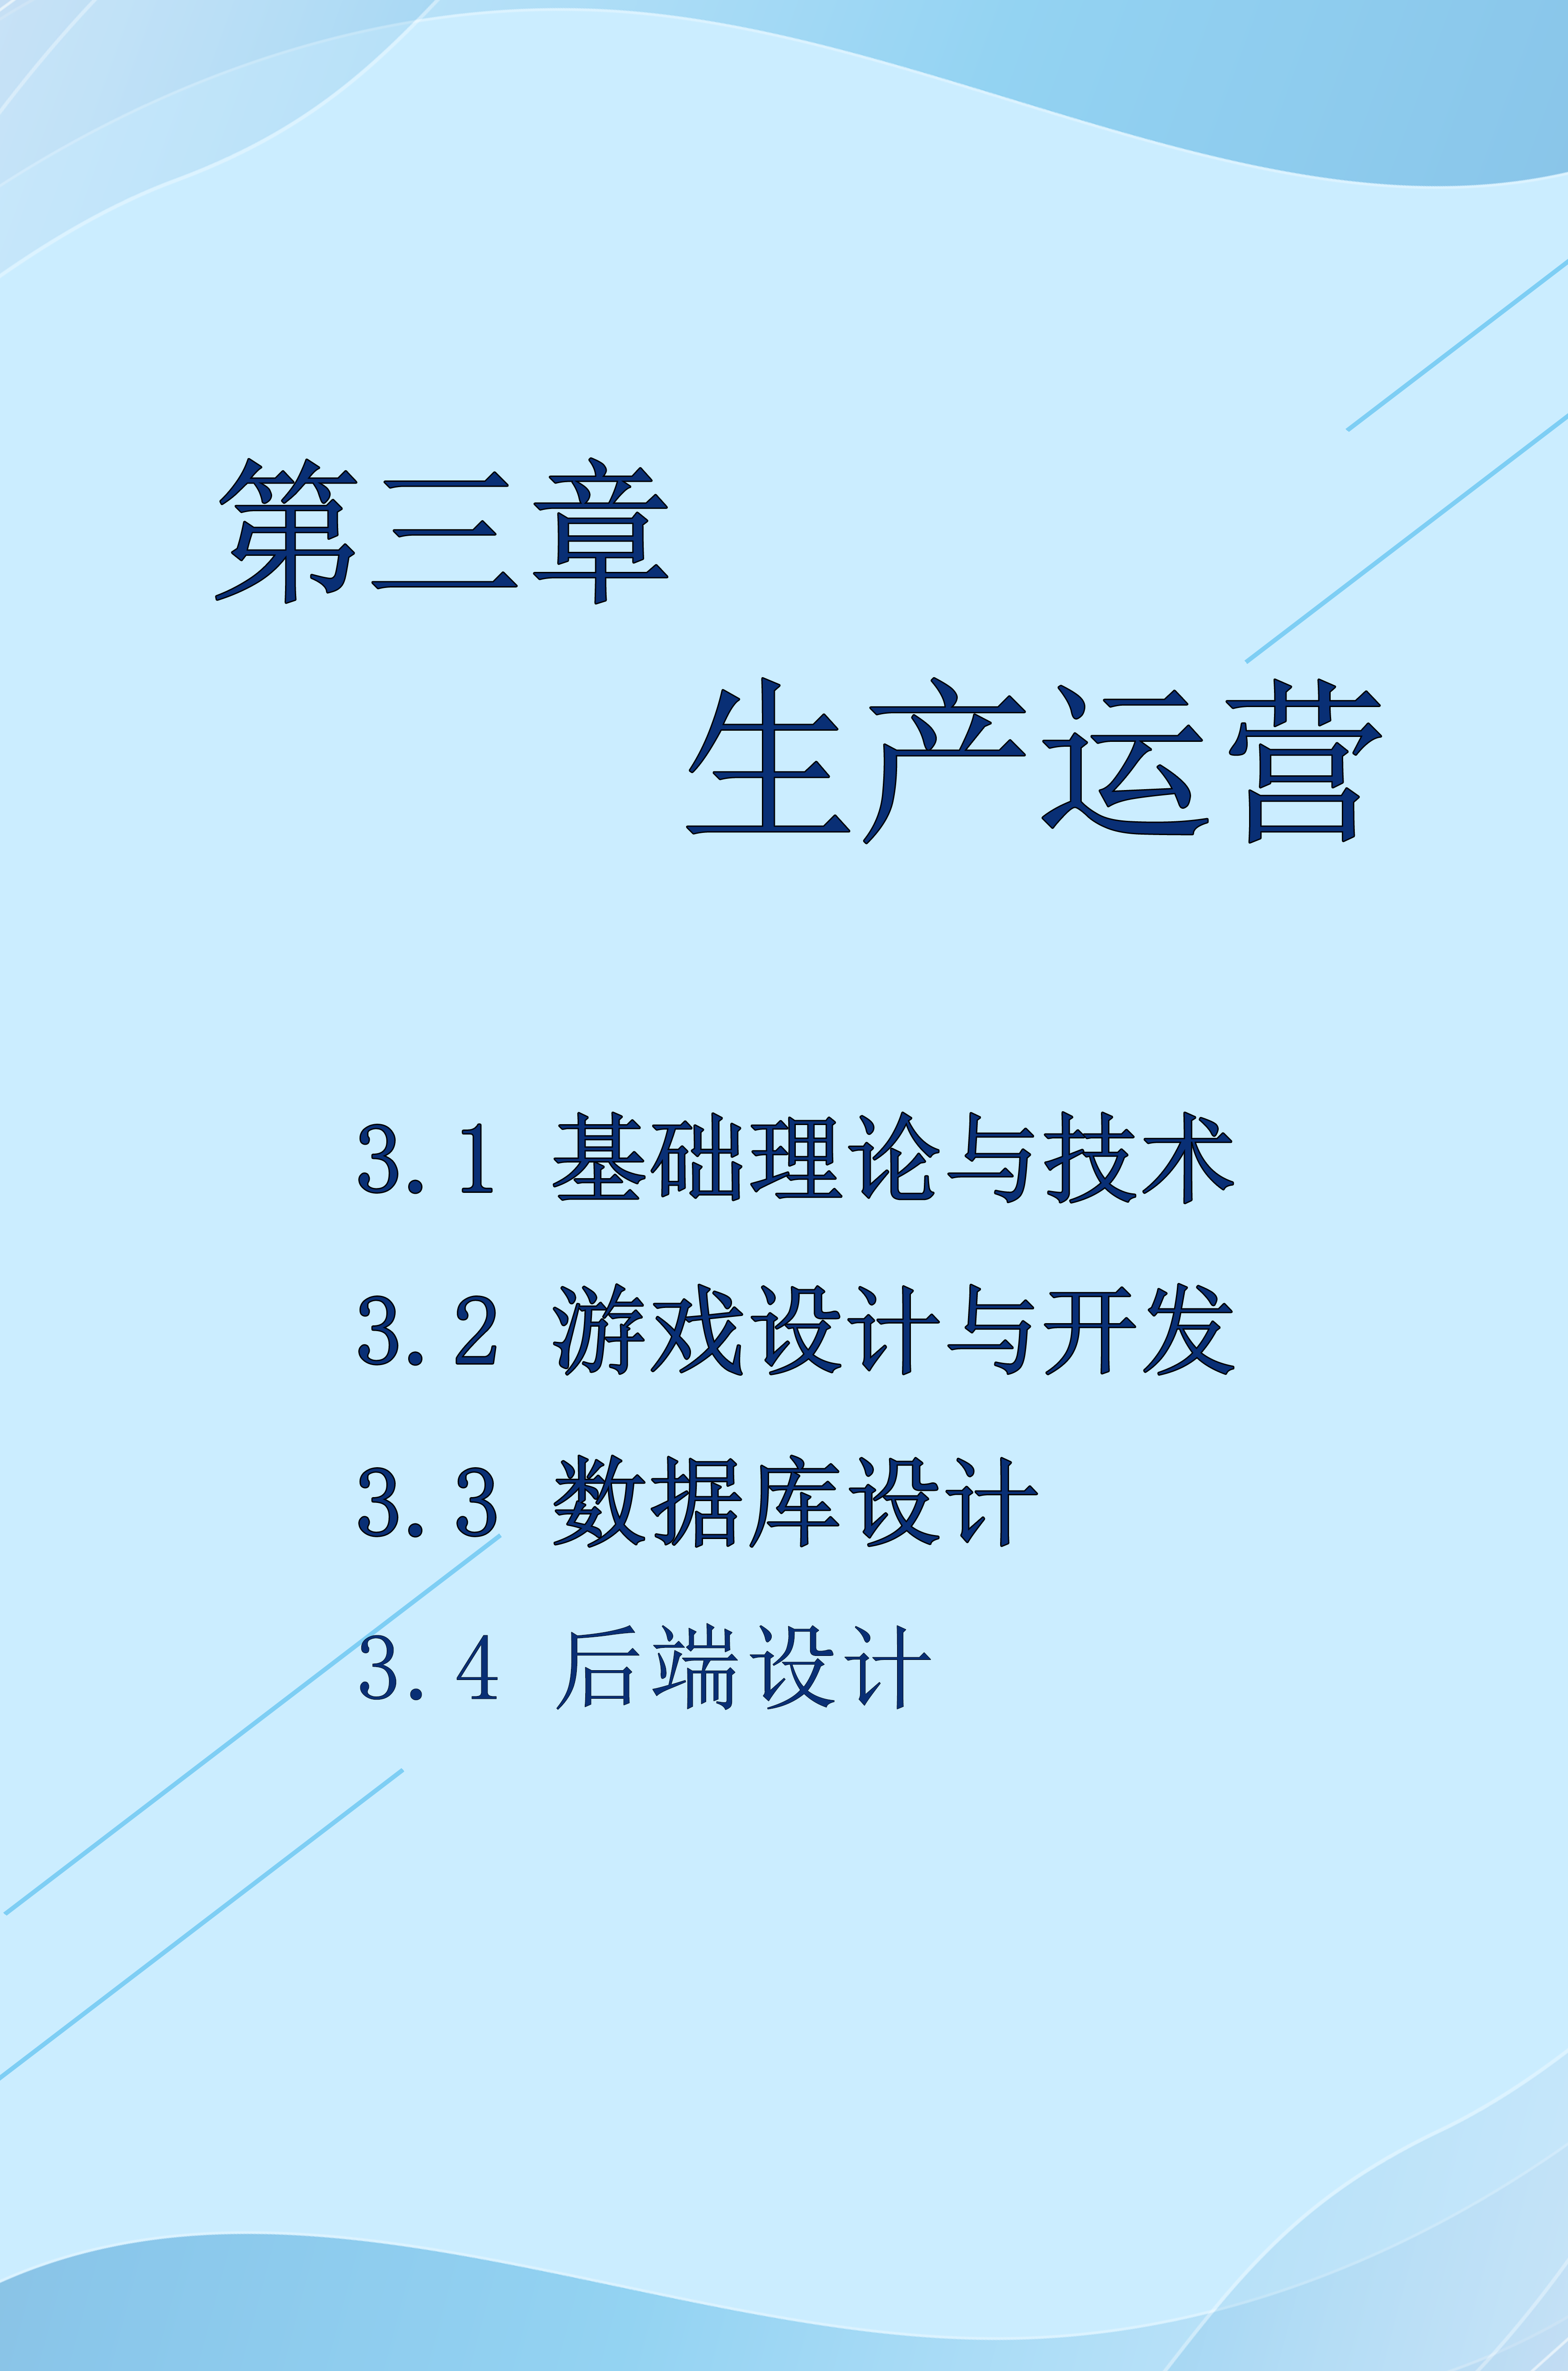 第三章
生产运营
3.1 基础理论与技术
3.2 游戏设计与开发
3.3 数据库设计
3.4 后端设计